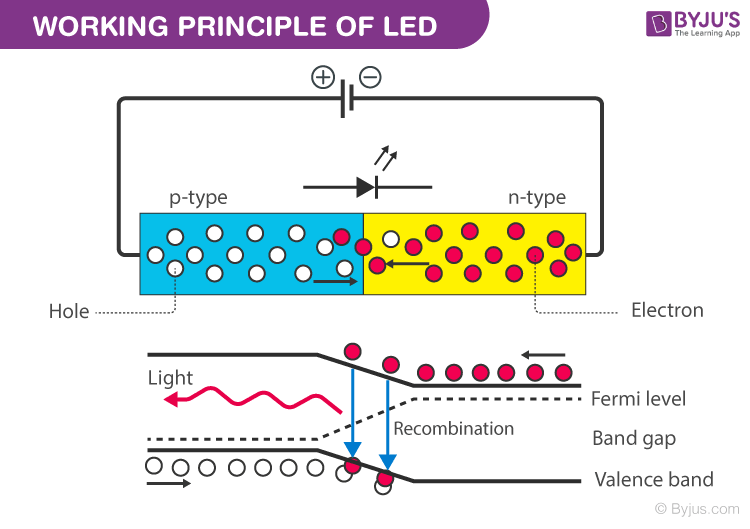 WORKING PRINCIPLE OF LED
BYJU'S
The Learning App
+ −
p-type
n-type
Hole
Electron
Light
Fermi level
Recombination
Band gap
Valence band
© Byjus.com